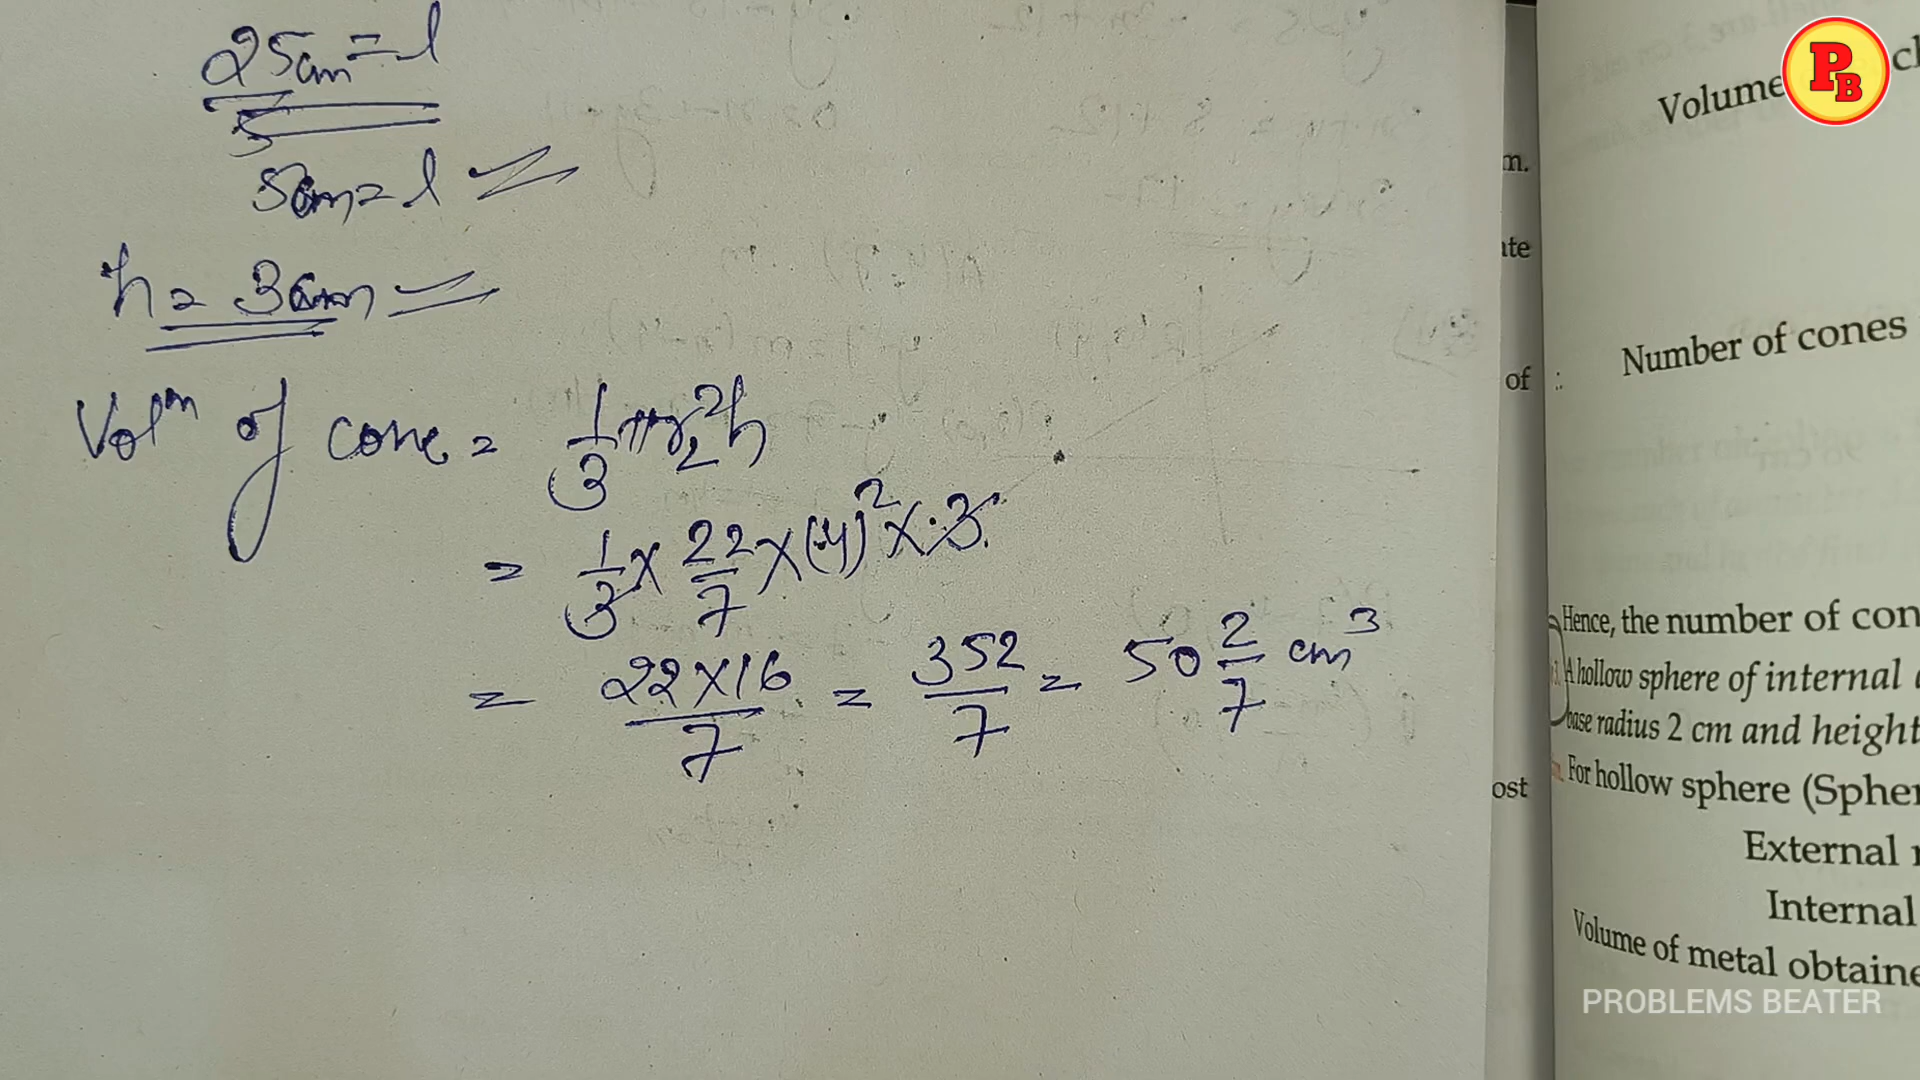 25cm = l
5
5cm = l
h = 3cm
Volm of cone = 1/3 πr²h
= 1/3 x 22/7 x (4)² x 3
= 22x16/7 = 352/7 = 50 2/7 cm³
m.
ate
of
ost
Volume
PB
Number of cones
Hence, the number of con
A hollow sphere of internal
base radius 2 cm and height
For hollow sphere (Spher
External
Internal
Volume of metal obtaine
PROBLEMS BEATER